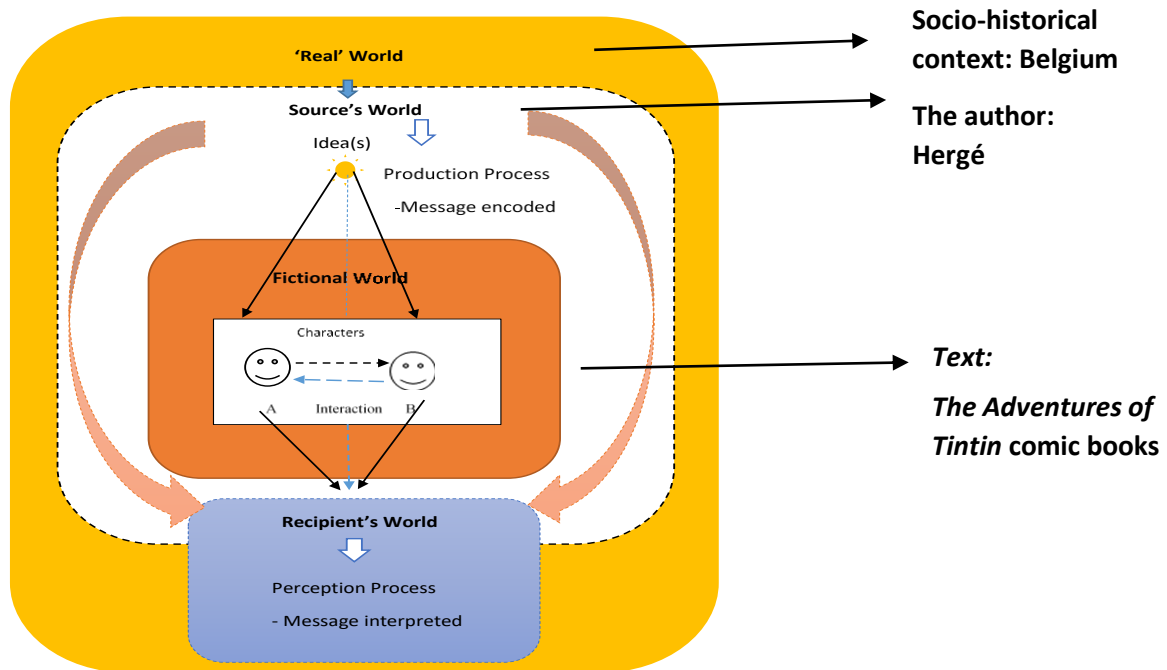 ‘Real’ World
Source’s World
Idea(s)
Production Process
-Message encoded
Fictional World
Characters
A Interaction B
Recipient’s World
Perception Process
- Message interpreted
Socio-historical
context: Belgium
The author:
Hergé
Text:
The Adventures of
Tintin comic books